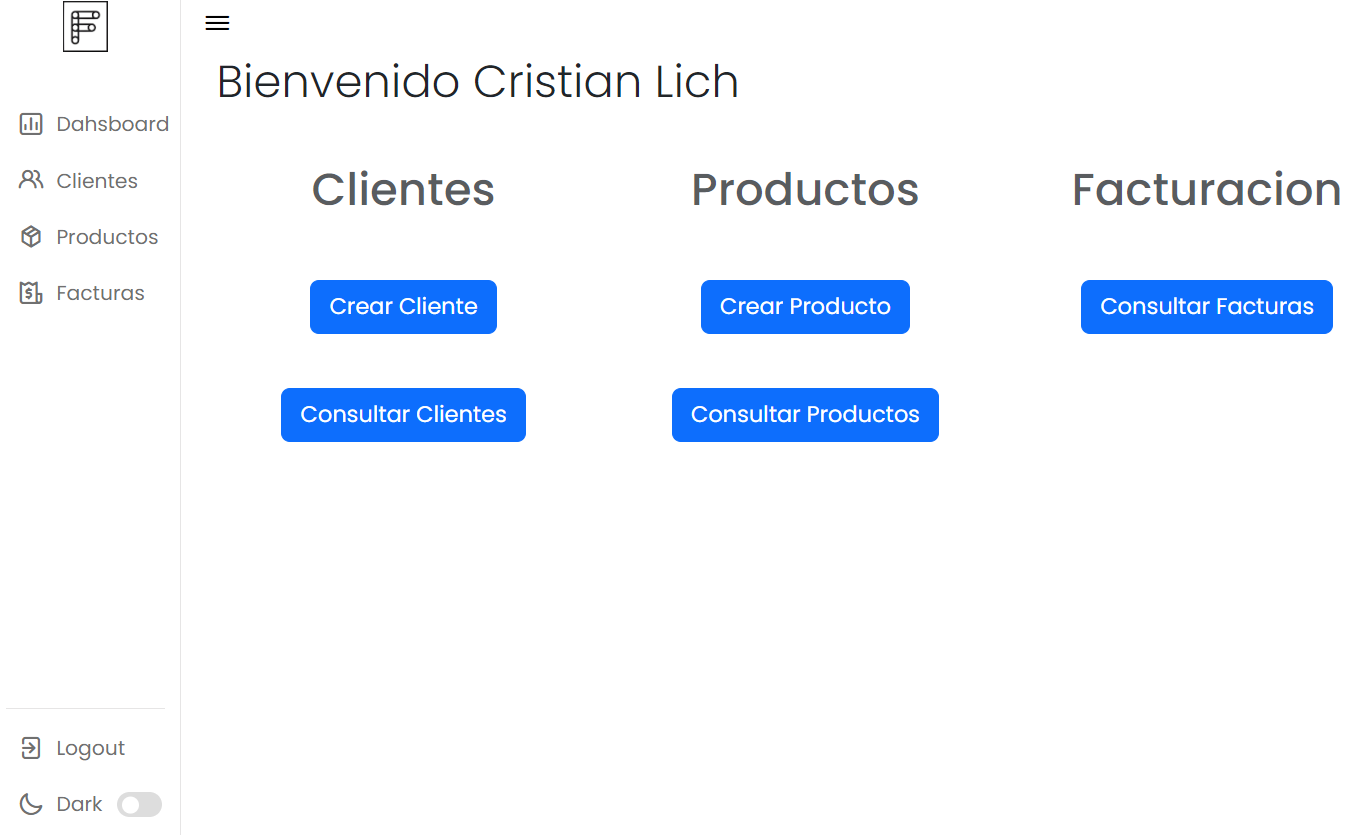 Bienvenido Cristian Lich
Dahsboard
Clientes
Productos
Facturas
Logout
Dark
Clientes
Productos
Facturacion
Crear Cliente
Crear Producto
Consultar Facturas
Consultar Clientes
Consultar Productos